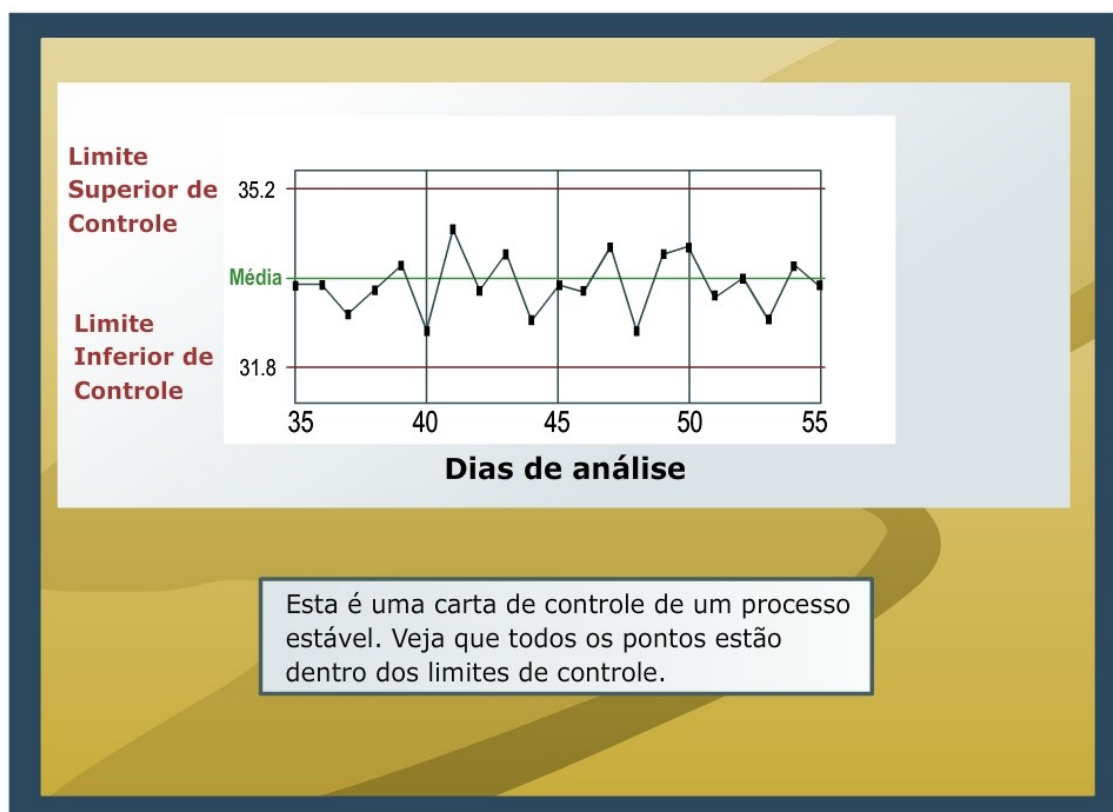 Limite
Superior de
Controle
35.2
Média
Limite
Inferior de
Controle
31.8
35 40 45 50 55
Dias de análise
Esta é uma carta de controle de um processo
estável. Veja que todos os pontos estão
dentro dos limites de controle.